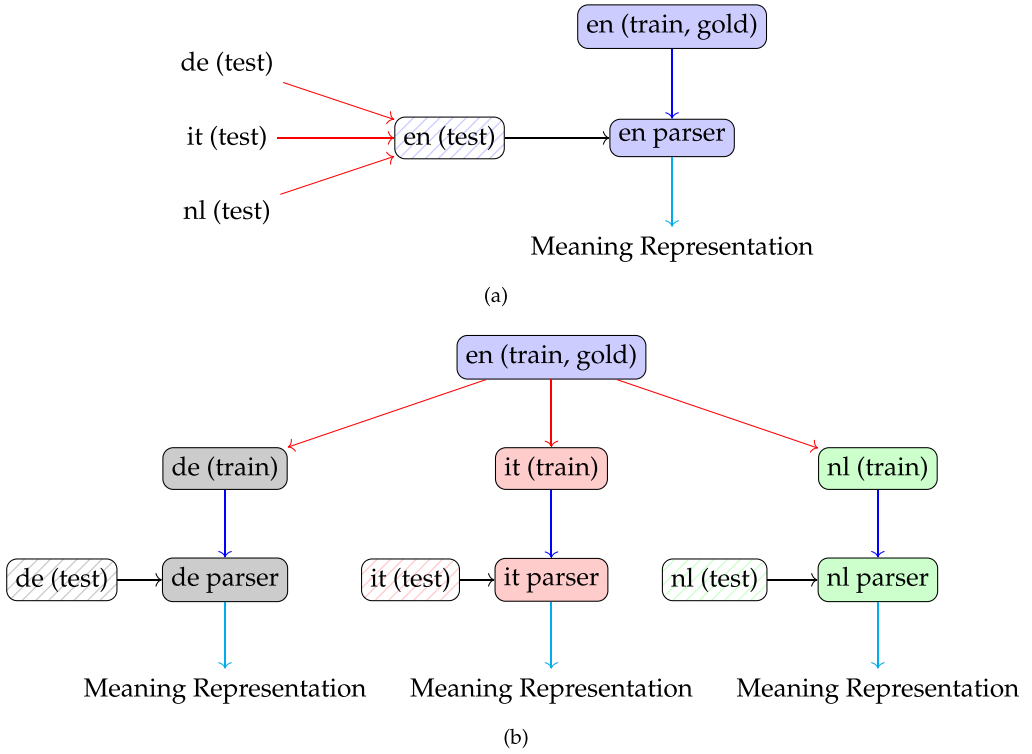 en (train, gold)
de (test)
it (test)
en (test)
en parser
nl (test)
Meaning Representation
(a)
en (train, gold)
de (train)
it (train)
nl (train)
de (test)
de parser
it (test)
it parser
nl (test)
nl parser
Meaning Representation
Meaning Representation
Meaning Representation
(b)